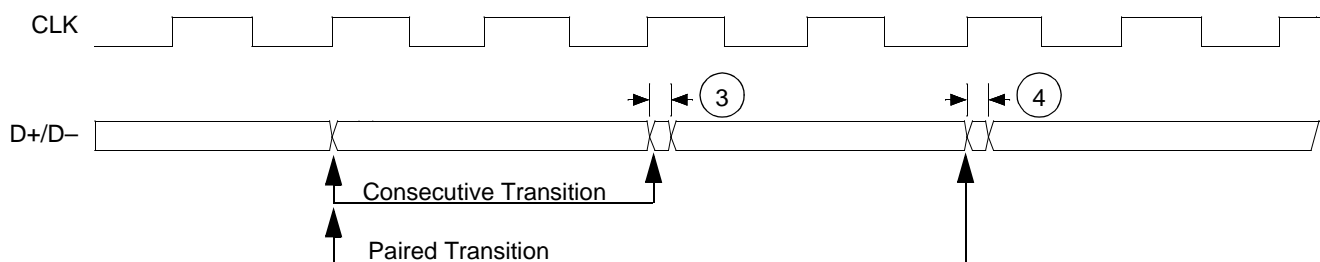 CLK
3
4
D+/D–
Consecutive Transition
Paired Transition